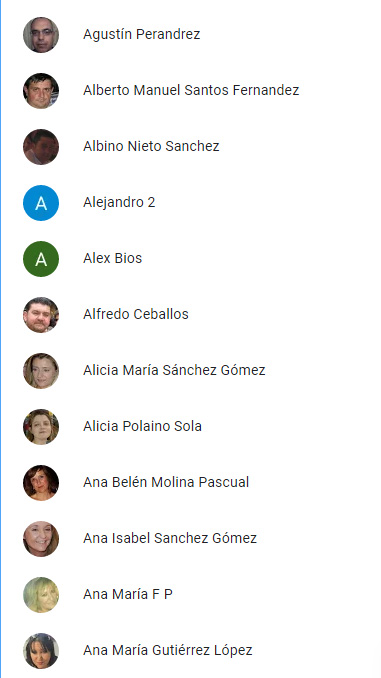 Agustín Perandrez
Alberto Manuel Santos Fernandez
Albino Nieto Sanchez
A
Alejandro 2
A
Alex Bios
Alfredo Ceballos
Alicia María Sánchez Gómez
Alicia Polaino Sola
Ana Belén Molina Pascual
Ana Isabel Sanchez Gómez
Ana María F P
Ana María Gutiérrez López